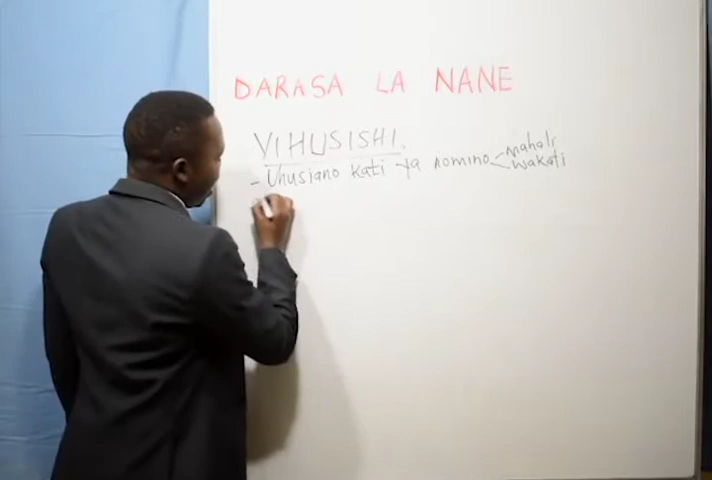 DARASA LA NANE
VIHUSISHI.
- Uhusiano kati ya nomino mahali
wakati